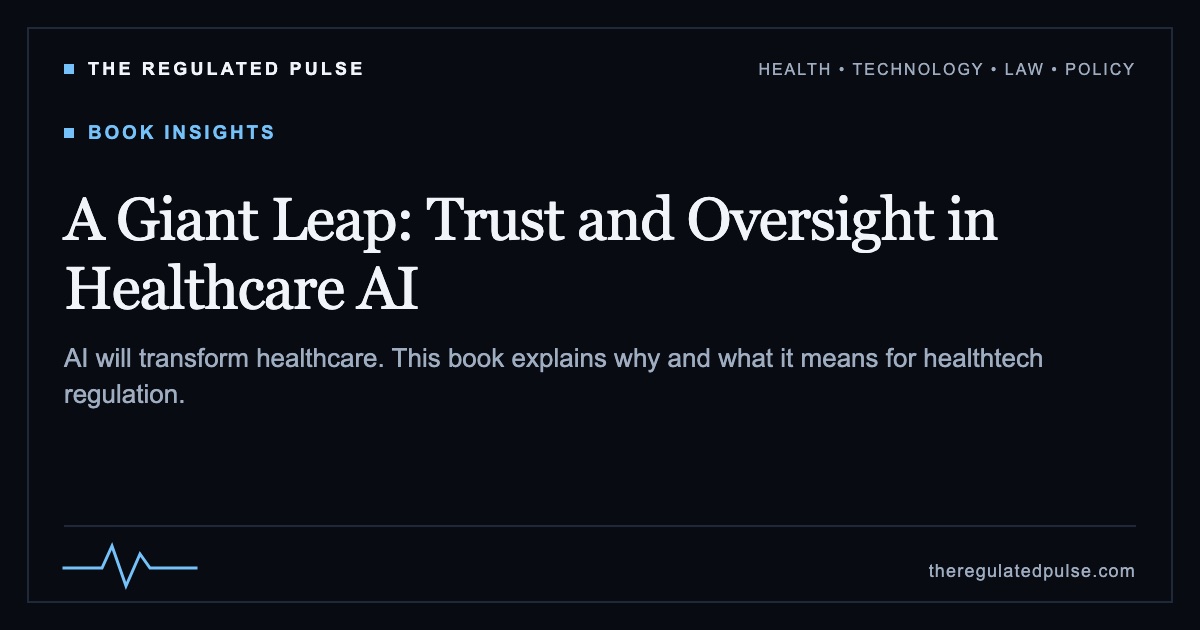 THE REGULATED PULSE
HEALTH • TECHNOLOGY • LAW • POLICY
BOOK INSIGHTS
A Giant Leap: Trust and Oversight in
Healthcare AI
AI will transform healthcare. This book explains why and what it means for healthtech
regulation.
theregulatedpulse.com